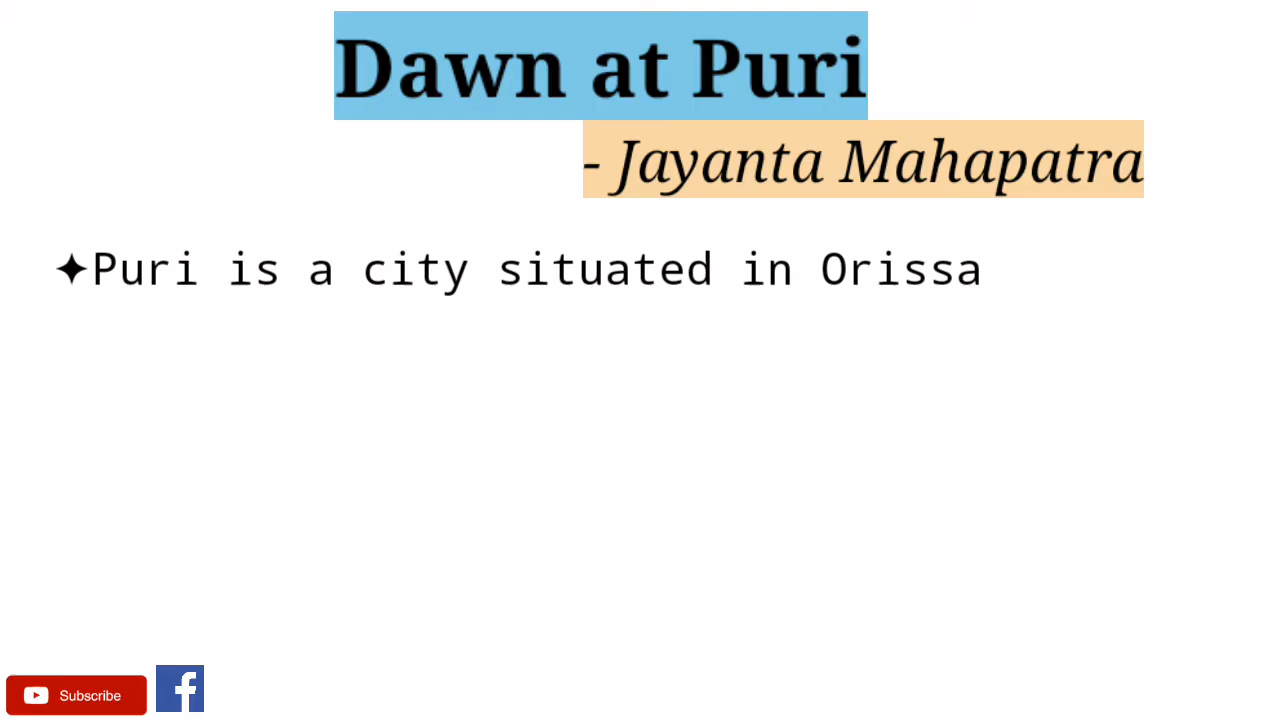 Dawn at Puri
- Jayanta Mahapatra
✦Puri is a city situated in Orissa
Subscribe